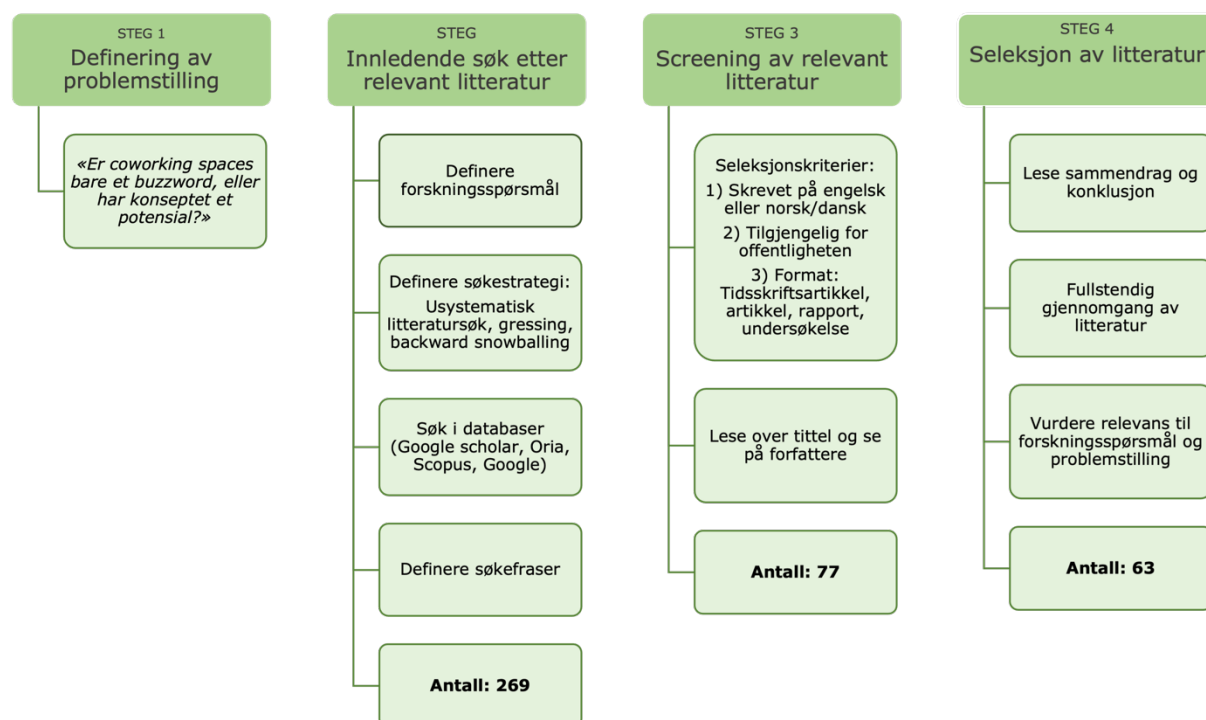 STEG 1
Definering av
problemstilling
«Er coworking spaces
bare et buzzword, eller
har konseptet et
potensial?»
STEG
Innledende søk etter
relevant litteratur
Definere
forskningsspørsmål
Definere søkestrategi:
Usystematisk
litteratursøk, gressing,
backward snowballing
Søk i databaser
(Google scholar, Oria,
Scopus, Google)
Definere søkefraser
Antall: 269
STEG 3
Screening av relevant
litteratur
Seleksjonskriterier:
1) Skrevet på engelsk
eller norsk/dansk
2) Tilgjengelig for
offentligheten
3) Format:
Tidsskriftsartikkel,
artikkel, rapport,
undersøkelse
Lese over tittel og se
på forfattere
Antall: 77
STEG 4
Seleksjon av litteratur
Lese sammendrag og
konklusjon
Fullstendig
gjennomgang av
litteratur
Vurdere relevans til
forskningsspørsmål og
problemstilling
Antall: 63